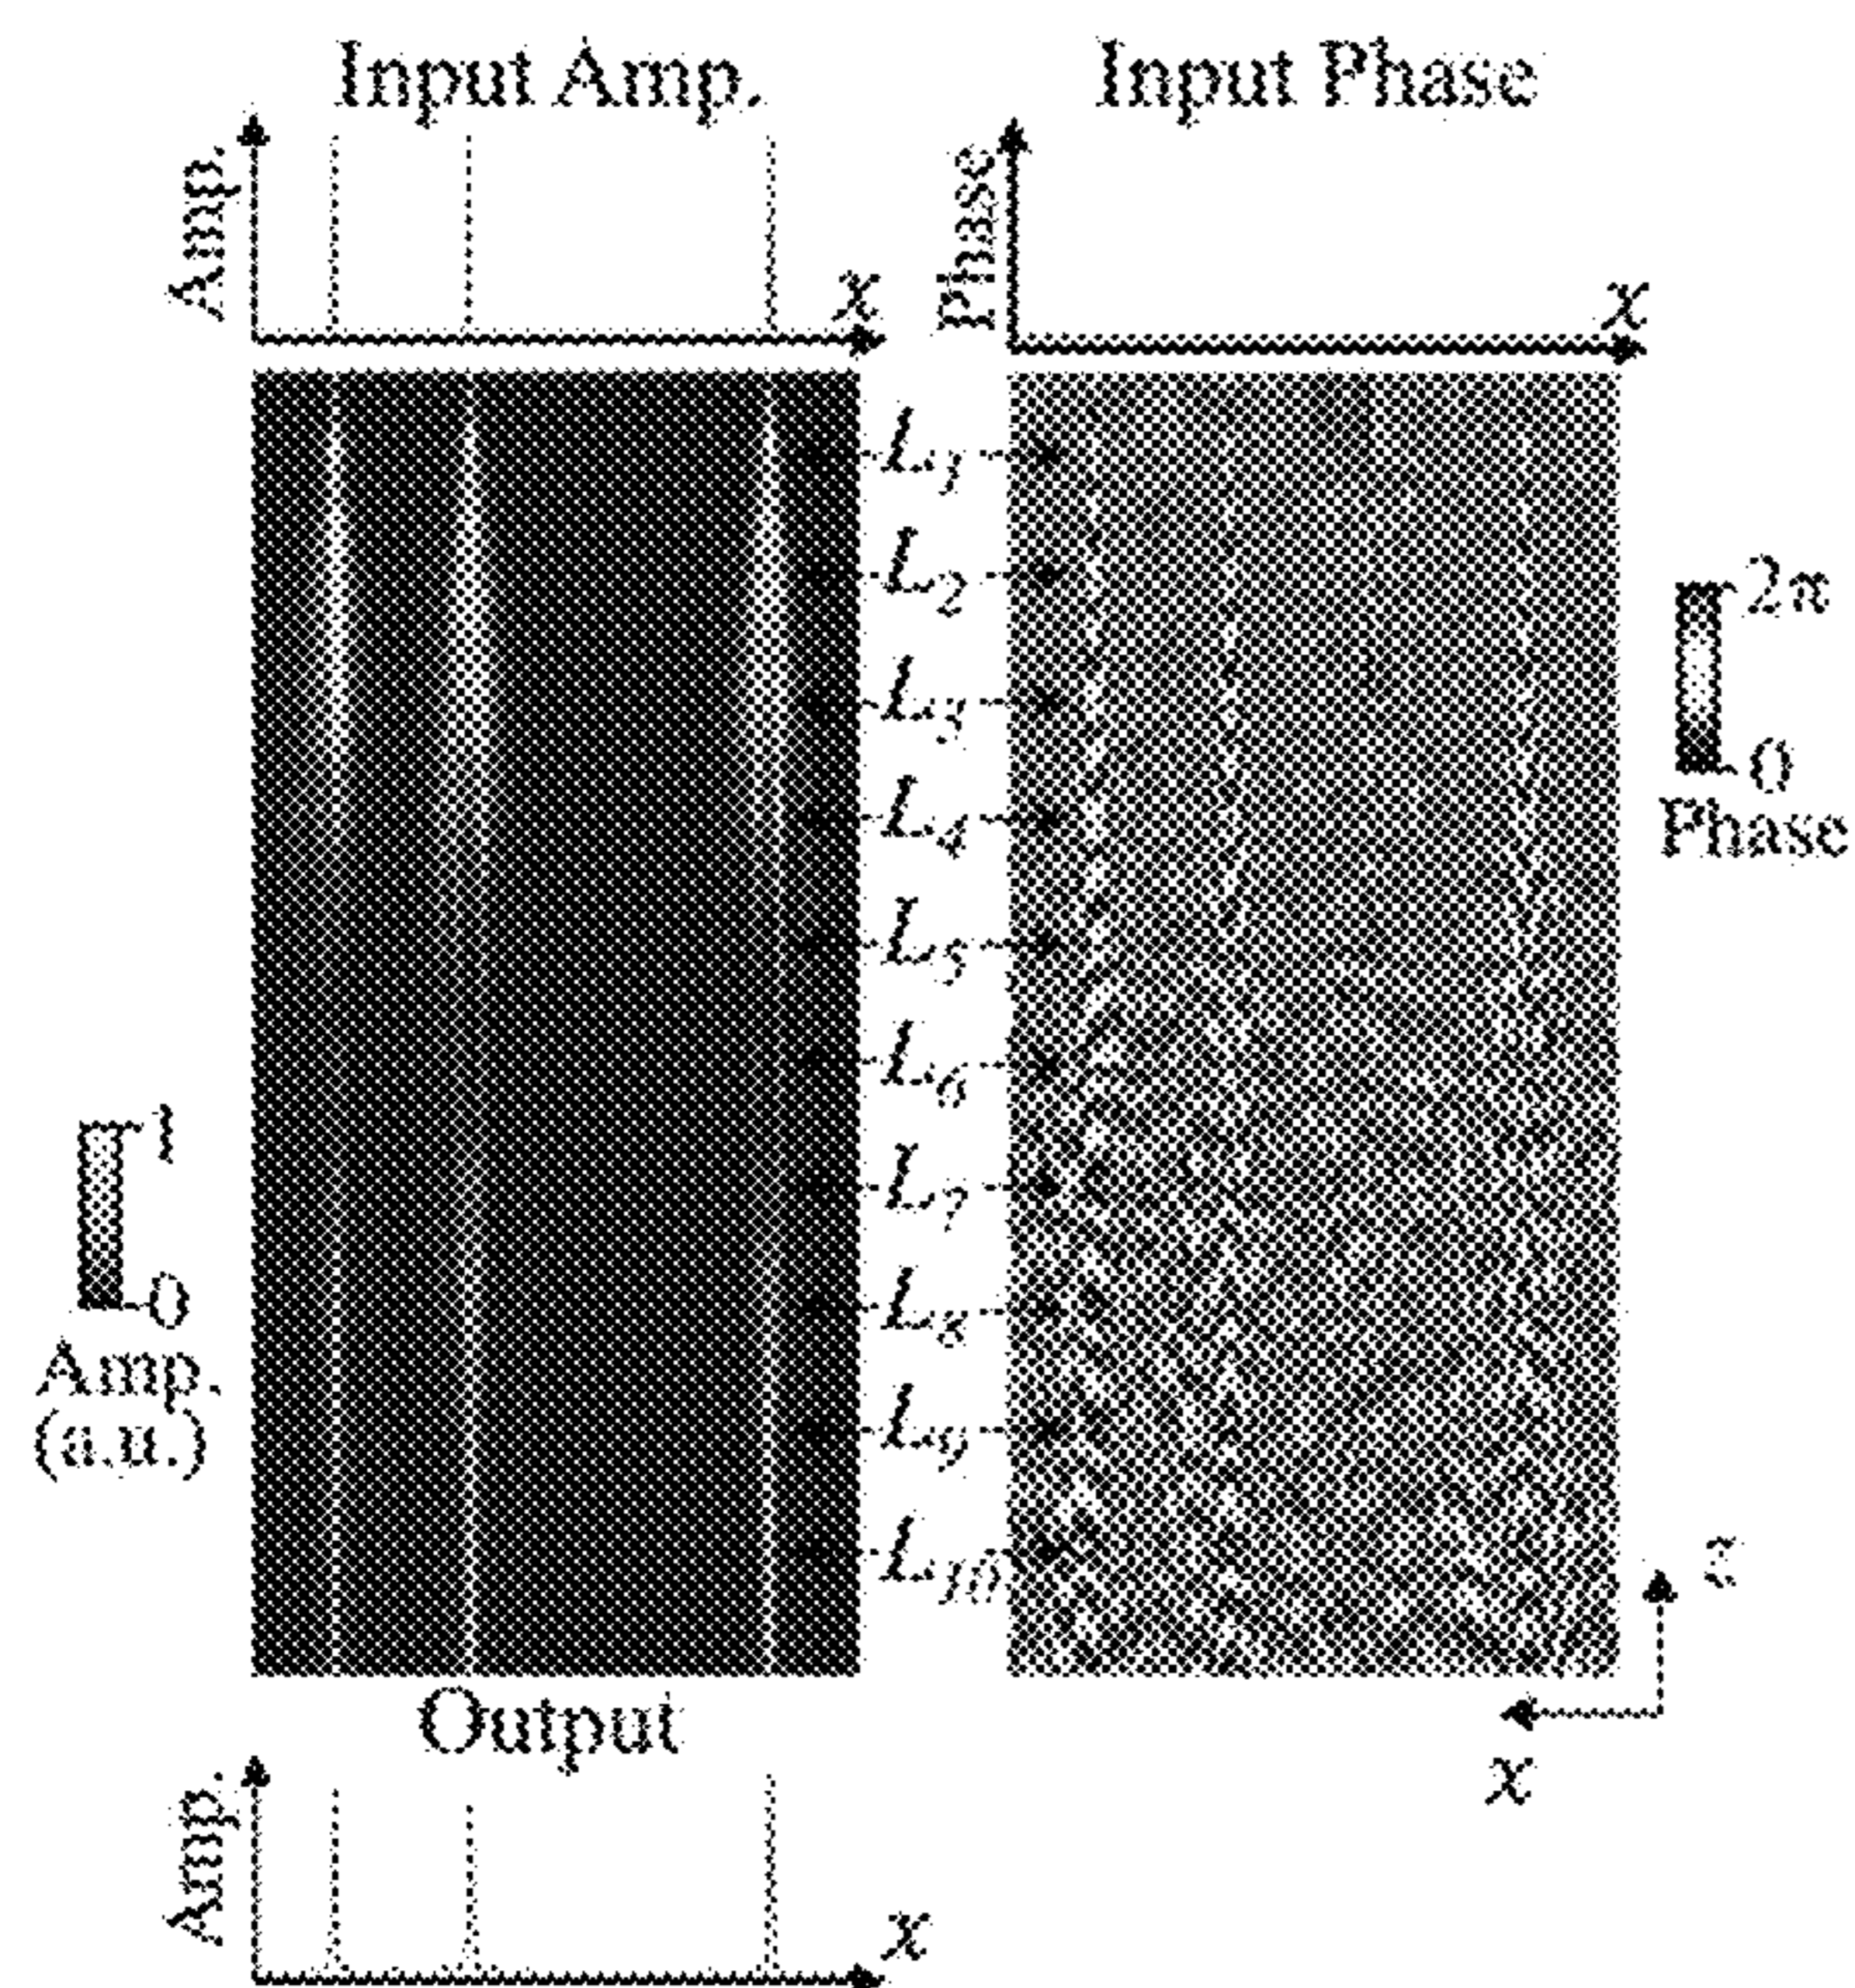 Input Amp.
Input Phase
Amp.
x
Phase
x
L1
L2
L3
L4
L5
L6
L7
L8
L9
L10
2π
0
Phase
1
0
Amp.
(a.u.)
z
x
Output
Amp.
x